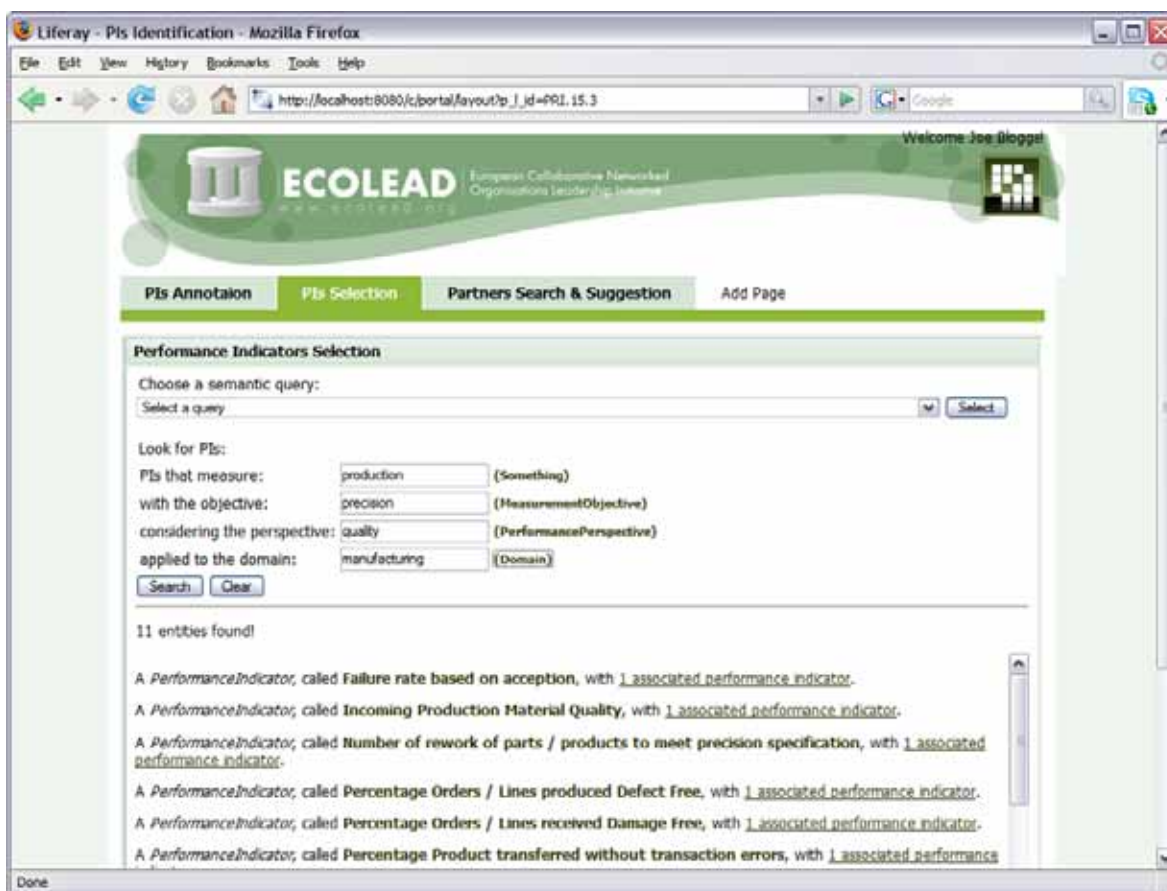 Liferay - PIs Identification - Mozilla Firefox
File Edit View History Bookmarks Tools Help
http://localhost:8080/c/portal/layout?p_l_id=PRI.15.3
Google
Welcome Joe Bloggs!
ECOLEAD
European Collaborative Networked
Organisations Leadership Initiative
www.ecolead.org
PIs Annotaion PIs Selection Partners Search & Suggestion Add Page
Performance Indicators Selection
Choose a semantic query:
Select a query Select
Look for PIs:
PIs that measure: production (Something)
with the objective: precision (MeasurementObjective)
considering the perspective: quality (PerformancePerspective)
applied to the domain: manufacturing (Domain)
Search Clear
11 entities found!
A PerformanceIndicator, called Failure rate based on acception, with 1 associated performance indicator.
A PerformanceIndicator, called Incoming Production Material Quality, with 1 associated performance indicator.
A PerformanceIndicator, called Number of rework of parts / products to meet precision specification, with 1 associated
performance indicator.
A PerformanceIndicator, called Percentage Orders / Lines produced Defect Free, with 1 associated performance indicator.
A PerformanceIndicator, called Percentage Orders / Lines received Damage Free, with 1 associated performance indicator.
A PerformanceIndicator, called Percentage Product transferred without transaction errors, with 1 associated performance
Done